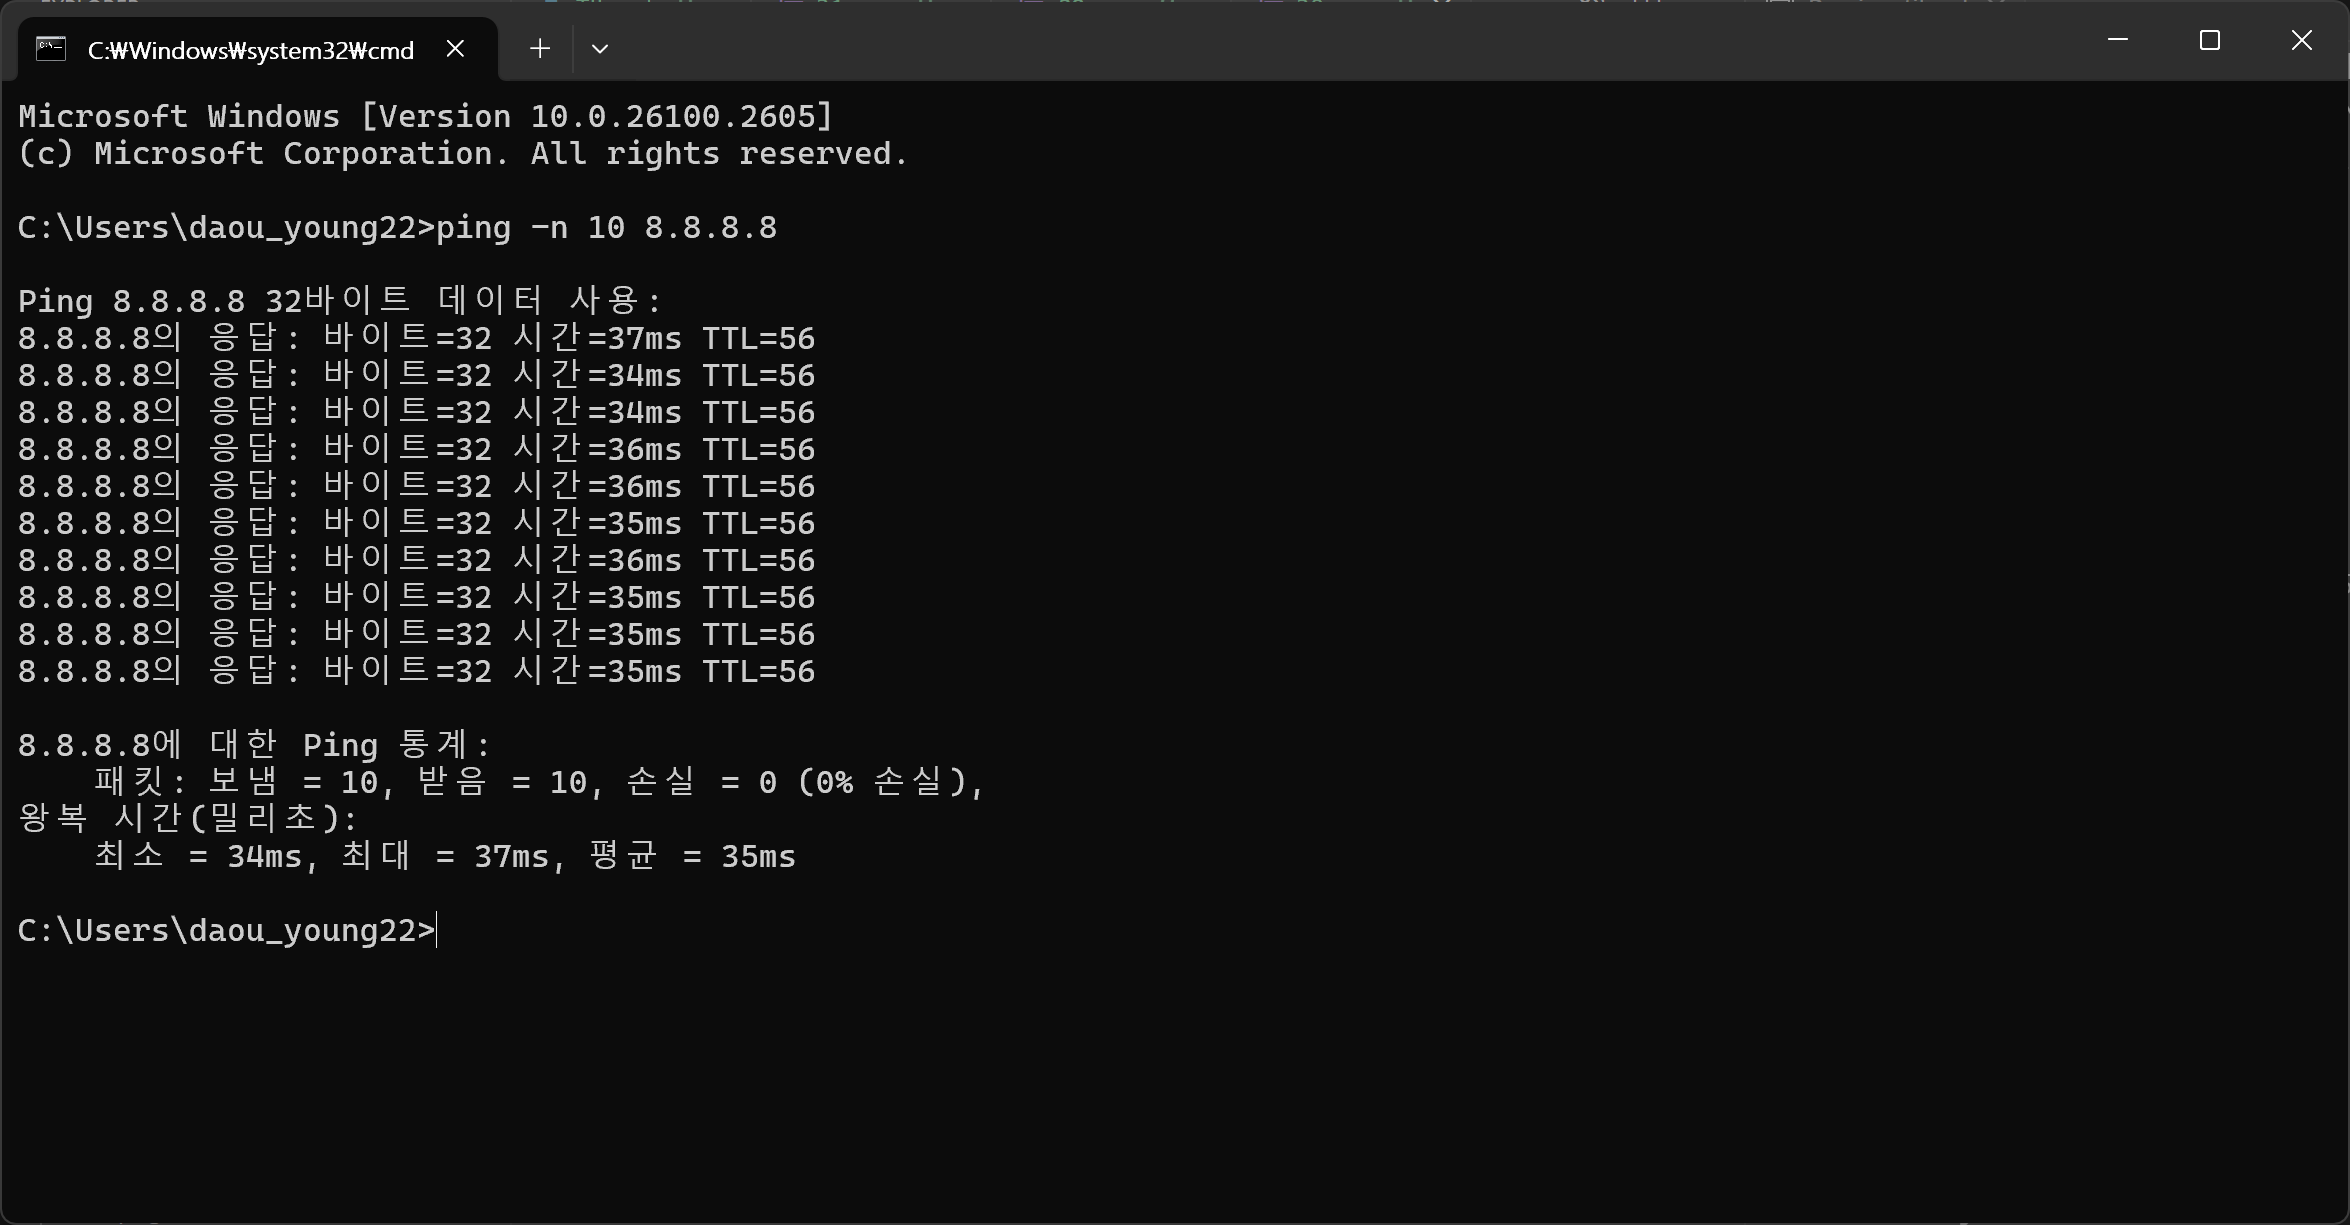 C:₩Windows₩system32₩cmd
Microsoft Windows [Version 10.0.26100.2605]
(c) Microsoft Corporation. All rights reserved.
C:\Users\daou_young22>ping -n 10 8.8.8.8
Ping 8.8.8.8 32바이트 데이터 사용:
8.8.8.8의 응답: 바이트=32 시간=37ms TTL=56
8.8.8.8의 응답: 바이트=32 시간=34ms TTL=56
8.8.8.8의 응답: 바이트=32 시간=34ms TTL=56
8.8.8.8의 응답: 바이트=32 시간=36ms TTL=56
8.8.8.8의 응답: 바이트=32 시간=36ms TTL=56
8.8.8.8의 응답: 바이트=32 시간=35ms TTL=56
8.8.8.8의 응답: 바이트=32 시간=36ms TTL=56
8.8.8.8의 응답: 바이트=32 시간=35ms TTL=56
8.8.8.8의 응답: 바이트=32 시간=35ms TTL=56
8.8.8.8의 응답: 바이트=32 시간=35ms TTL=56
8.8.8.8에 대한 Ping 통계:
    패킷: 보냄 = 10, 받음 = 10, 손실 = 0 (0% 손실),
왕복 시간(밀리초):
    최소 = 34ms, 최대 = 37ms, 평균 = 35ms
C:\Users\daou_young22>